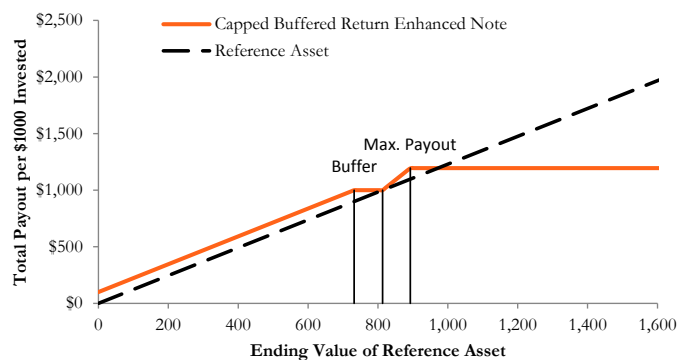 $2,500
Capped Buffered Return Enhanced Note
Reference Asset
$2,000
$1,500
Max. Payout
Buffer
$1,000
$500
$0
0 200 400 600 800 1,000 1,200 1,400 1,600
Total Payout per $1000 Invested
Ending Value of Reference Asset